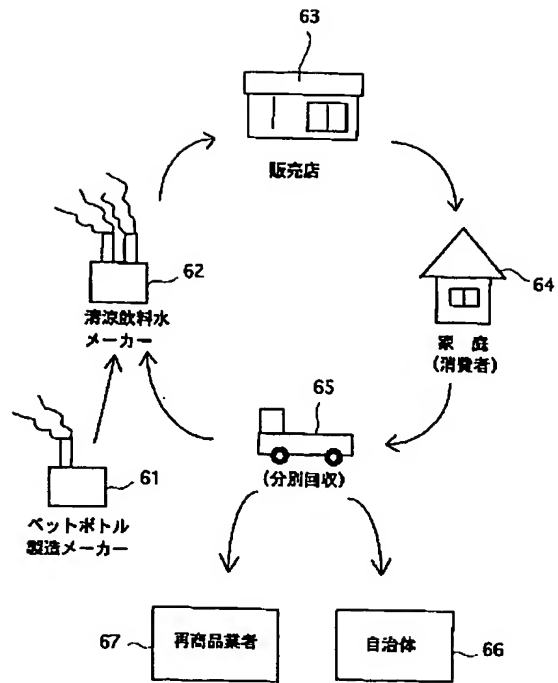 63
販売店
62
清涼飲料水
メーカー
64
家 庭
(消費者)
65
(分別回収)
61
ペットボトル
製造メーカー
67
再商品業者
自治体
66